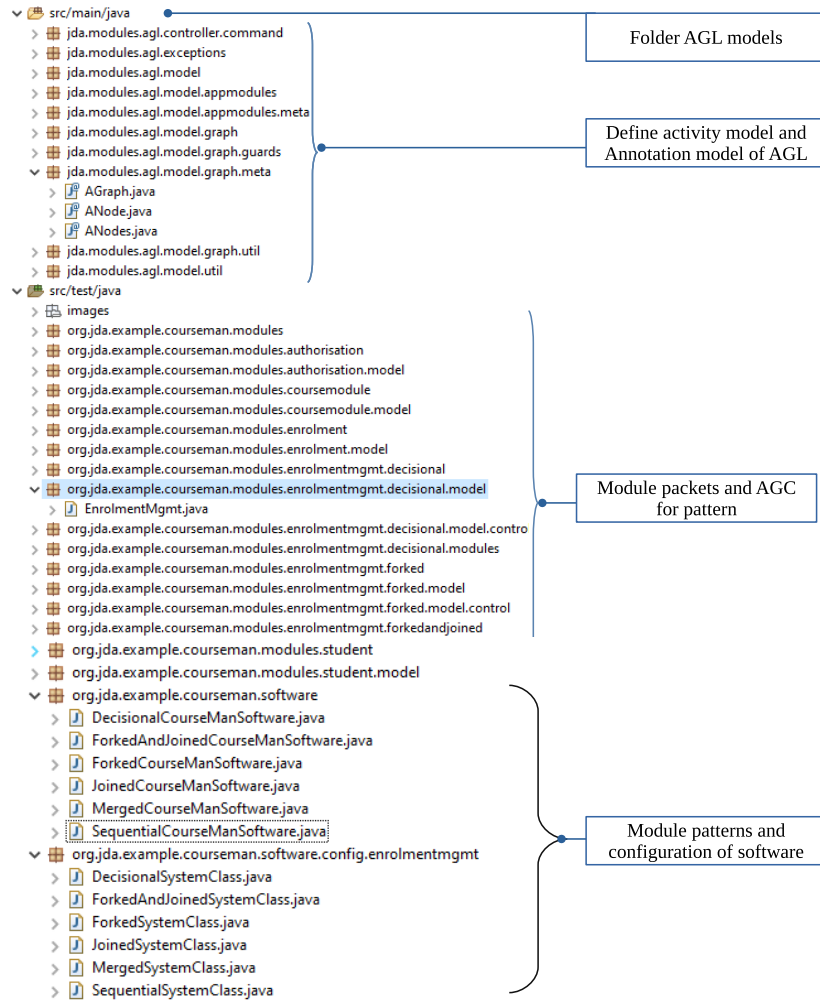 src/main/java
Folder AGL models
jda.modules.agl.controller.command
jda.modules.agl.exceptions
jda.modules.agl.model
jda.modules.agl.model.appmodules
jda.modules.agl.model.appmodules.meta
jda.modules.agl.model.graph
jda.modules.agl.model.graph.guards
jda.modules.agl.model.graph.meta
Define activity model and
Annotation model of AGL
AGraph.java
ANode.java
ANodes.java
jda.modules.agl.model.graph.util
jda.modules.agl.model.util
src/test/java
images
org.jda.example.courseman.modules
org.jda.example.courseman.modules.authorisation
org.jda.example.courseman.modules.authorisation.model
org.jda.example.courseman.modules.coursemodule
org.jda.example.courseman.modules.coursemodule.model
org.jda.example.courseman.modules.enrolment
org.jda.example.courseman.modules.enrolment.model
org.jda.example.courseman.modules.enrolmentmgmt.decisional
org.jda.example.courseman.modules.enrolmentmgmt.decisional.model
EnrolmentMgmt.java
Module packets and AGC
for pattern
org.jda.example.courseman.modules.enrolmentmgmt.decisional.model.contro
org.jda.example.courseman.modules.enrolmentmgmt.decisional.modules
org.jda.example.courseman.modules.enrolmentmgmt.forked
org.jda.example.courseman.modules.enrolmentmgmt.forked.model
org.jda.example.courseman.modules.enrolmentmgmt.forked.model.control
org.jda.example.courseman.modules.enrolmentmgmt.forkedandjoined
org.jda.example.courseman.modules.student
org.jda.example.courseman.modules.student.model
org.jda.example.courseman.software
DecisionalCourseManSoftware.java
ForkedAndJoinedCourseManSoftware.java
ForkedCourseManSoftware.java
JoinedCourseManSoftware.java
MergedCourseManSoftware.java
SequentialCourseManSoftware.java
Module patterns and
configuration of software
org.jda.example.courseman.software.config.enrolmentmgmt
DecisionalSystemClass.java
ForkedAndJoinedSystemClass.java
ForkedSystemClass.java
JoinedSystemClass.java
MergedSystemClass.java
SequentialSystemClass.java